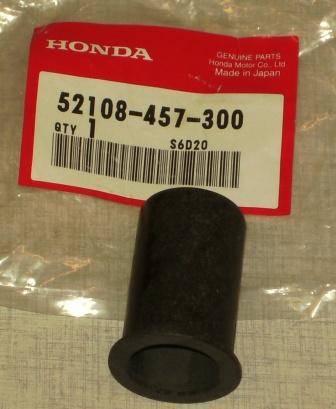 HONDA
GENUINE PARTS
Honda Motor Co., Ltd
Made in Japan
52108-457-300
QTY 1 S6D20